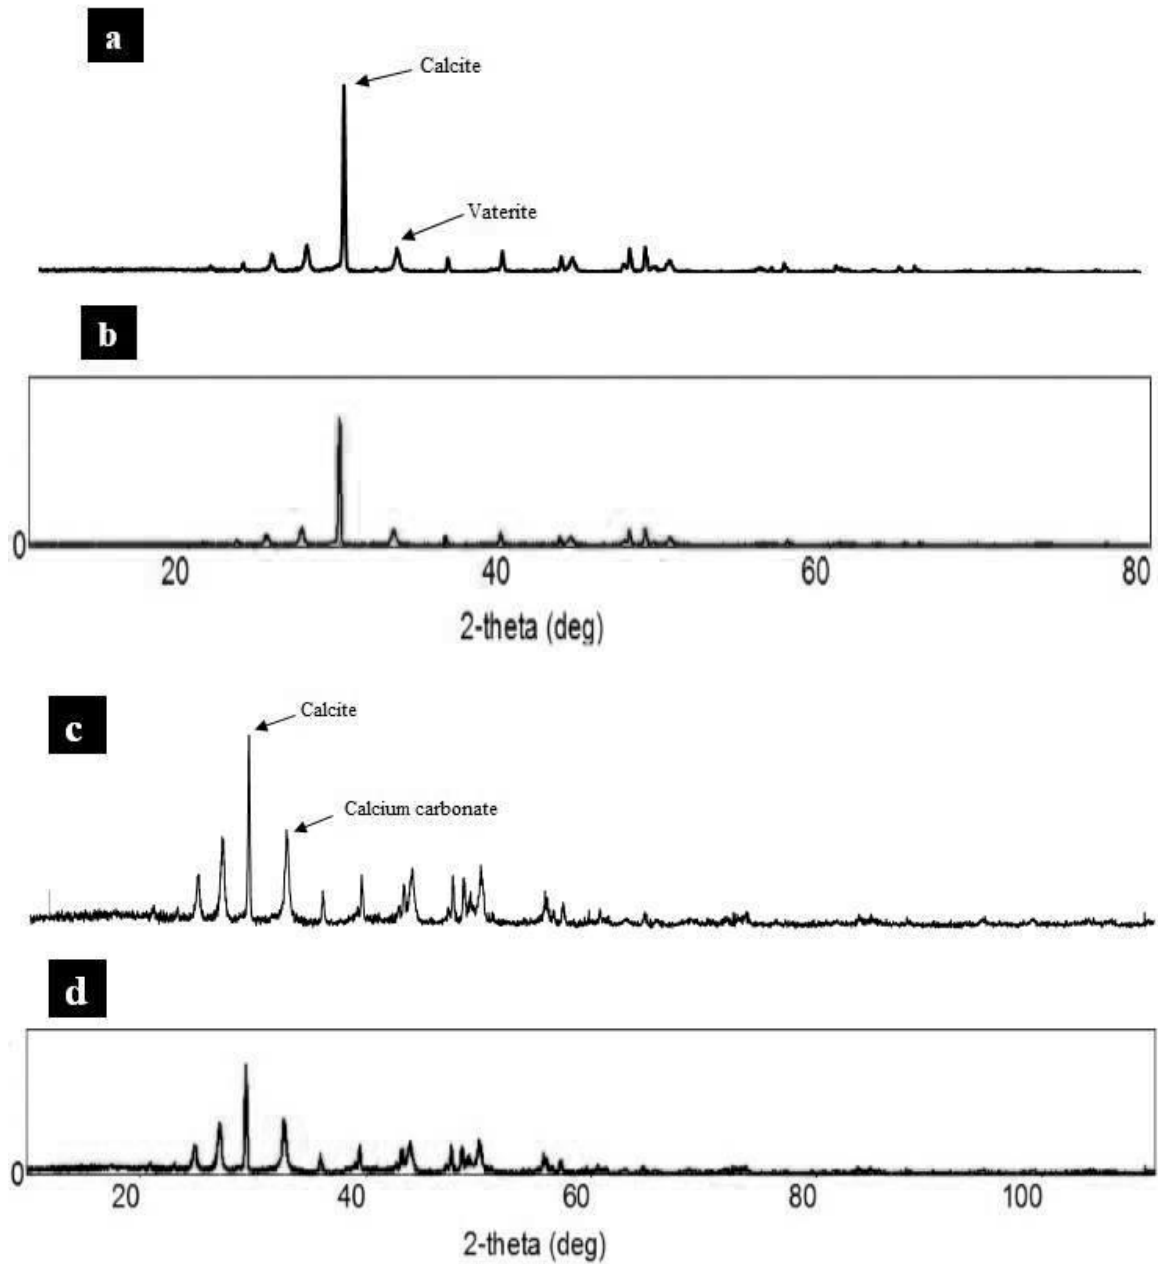 a
Calcite
Vaterite
b
0
20 40 60 80
2-theta (deg)
c
Calcite
Calcium carbonate
d
0
20 40 60 80 100
2-theta (deg)